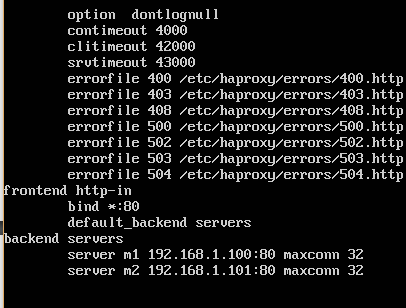 option  dontlognull
contimeout 4000
clitimeout 42000
srvtimeout 43000
errorfile 400 /etc/haproxy/errors/400.http
errorfile 403 /etc/haproxy/errors/403.http
errorfile 408 /etc/haproxy/errors/408.http
errorfile 500 /etc/haproxy/errors/500.http
errorfile 502 /etc/haproxy/errors/502.http
errorfile 503 /etc/haproxy/errors/503.http
errorfile 504 /etc/haproxy/errors/504.http
frontend http-in
bind *:80
default_backend servers
backend servers
server m1 192.168.1.100:80 maxconn 32
server m2 192.168.1.101:80 maxconn 32